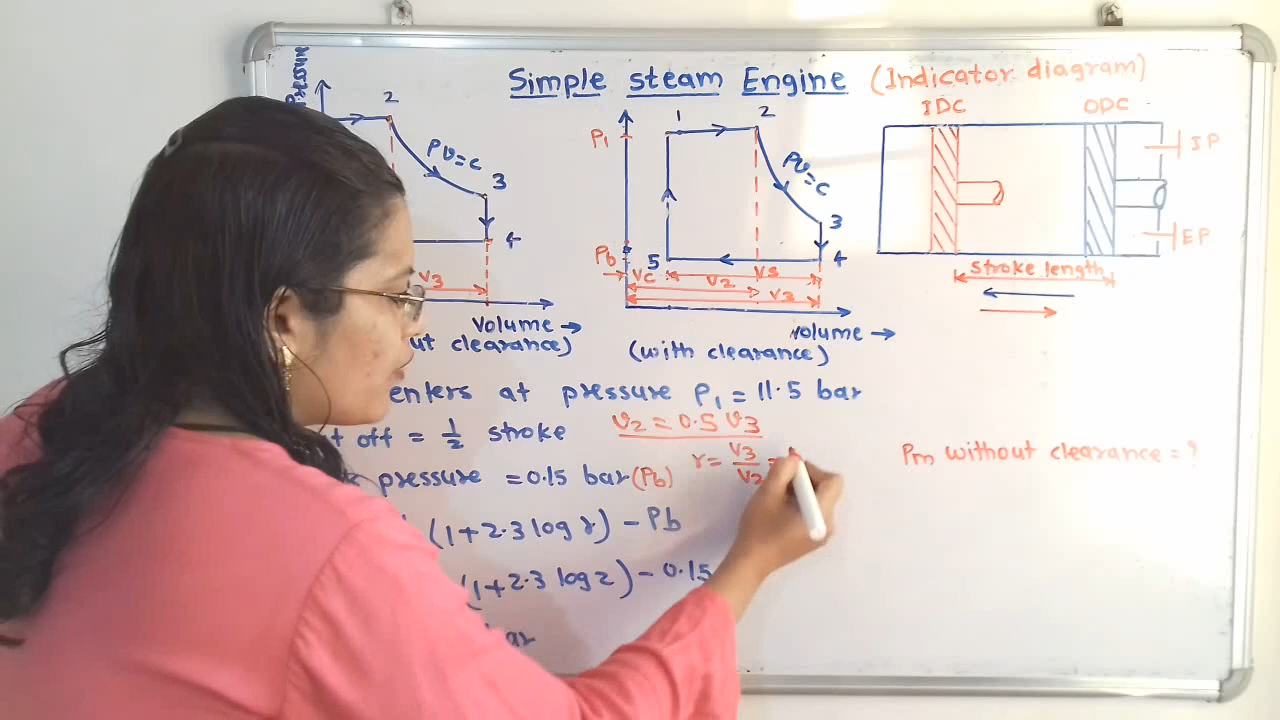 Simple steam Engine (Indicator diagram)
2
Pv=c
3
4
V3
volume →
ut clearance)
P1
Pb
1
2
Pv=c
3
4
5
Vc
V2
Vs
V3
volume →
(with clearance)
IDC
ODC
IP
EP
stroke length
enters at pressure P1 = 11.5 bar
off = 1/2 stroke
V2 = 0.5 V3
pressure = 0.15 bar (Pb)
r = V3/V2 =
Pm without clearance = ?
(1+2.3 log r) - Pb
(1+2.3 log 2) - 0.15
bar